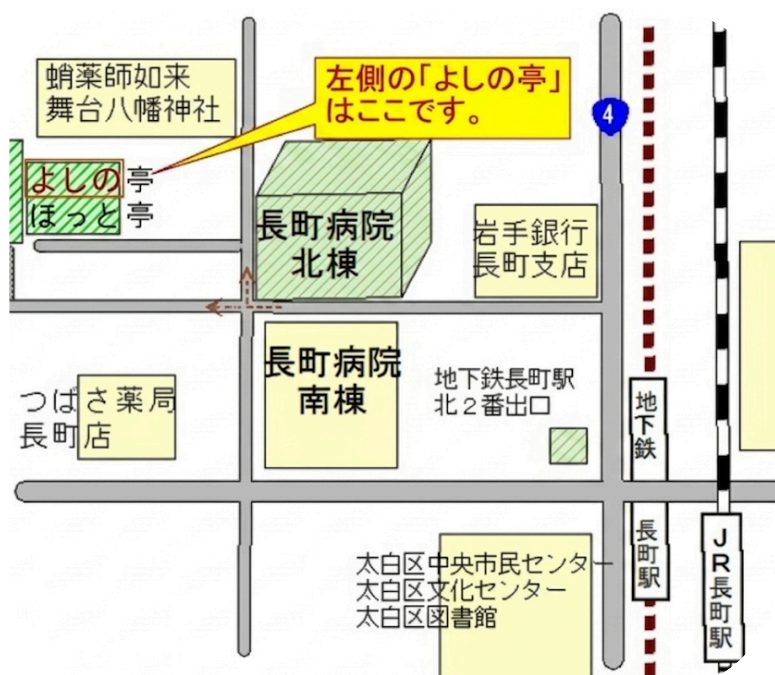 蛸薬師如来
舞台八幡神社
左側の「よしの亭」
はここです。
4
よしの亭
ほっと亭
長町病院
北棟
岩手銀行
長町支店
長町病院
南棟
地下鉄長町駅
北２番出口
つばさ薬局
長町店
地下鉄
長町駅
ＪＲ長町駅
太白区中央市民センター
太白区文化センター
太白区図書館